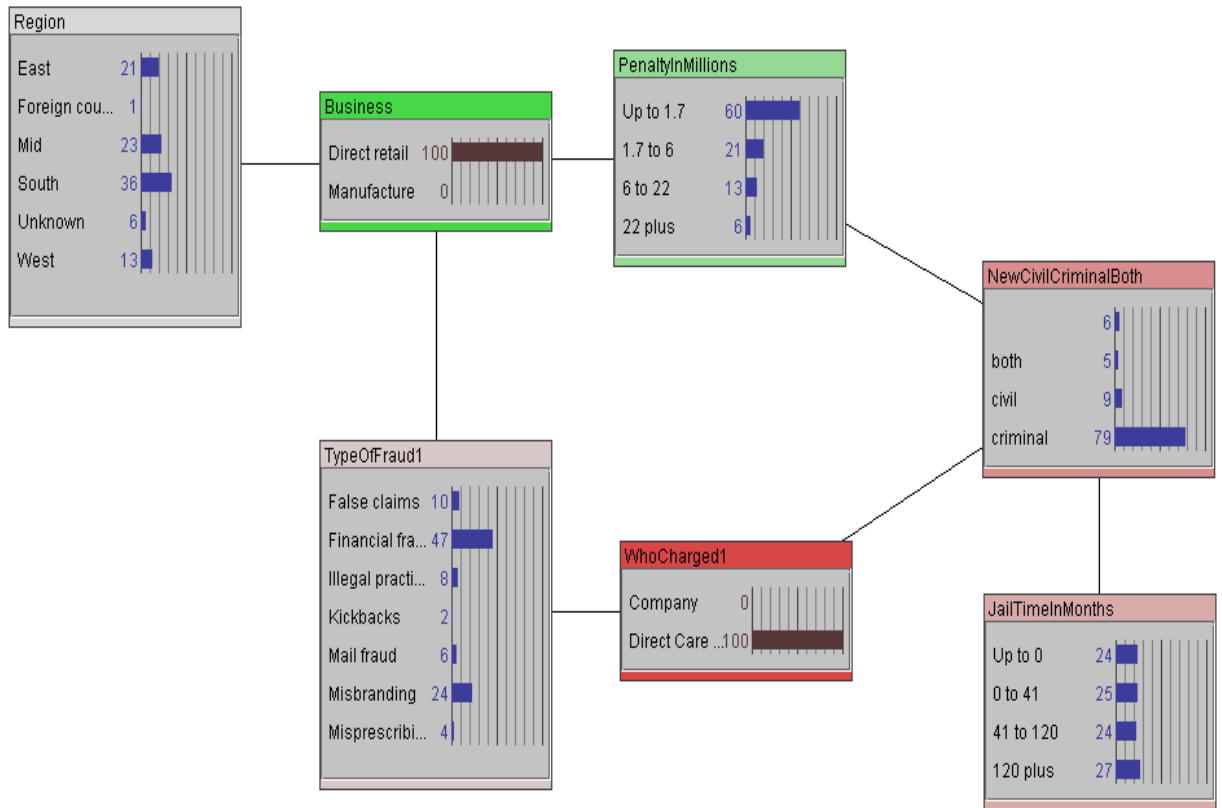 Region
East 21
Foreign cou... 1
Mid 23
South 36
Unknown 6
West 13
Business
Direct retail 100
Manufacture 0
PenaltyInMillions
Up to 1.7 60
1.7 to 6 21
6 to 22 13
22 plus 6
NewCivilCriminalBoth
6
both 5
civil 9
criminal 79
TypeOfFraud1
False claims 10
Financial fra... 47
Illegal practi... 8
Kickbacks 2
Mail fraud 6
Misbranding 24
Misprescribi... 4
WhoCharged1
Company 0
Direct Care ... 100
JailTimeInMonths
Up to 0 24
0 to 41 25
41 to 120 24
120 plus 27